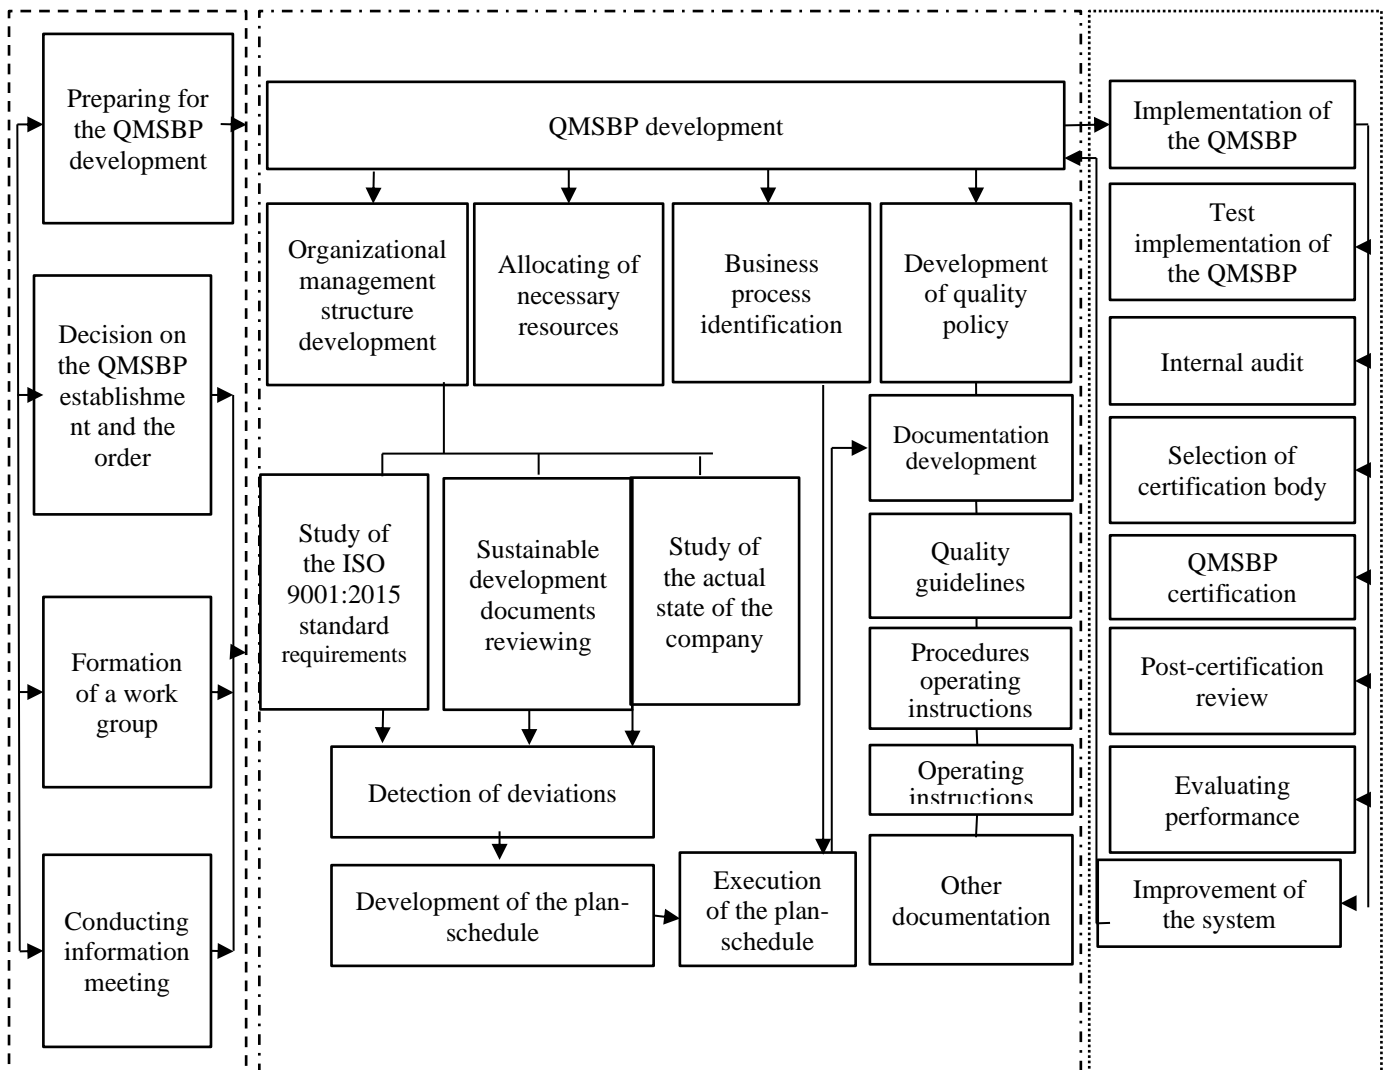 Preparing for
the QMSBP
development
Decision on
the QMSBP
establishme
nt and the
order
Formation
of a work
group
Conducting
information
meeting
QMSBP development
Organizational
management
structure
development
Allocating of
necessary
resources
Business
process
identification
Development
of quality
policy
Study of
the ISO
9001:2015
standard
requirements
Sustainable
development
documents
reviewing
Study of
the actual
state of the
company
Detection of deviations
Development of the plan-
schedule
Execution
of the plan-
schedule
Documentation
development
Quality
guidelines
Procedures
operating
instructions
Operating
instructions
Other
documentation
Implementation of
the QMSBP
Test
implementation of
the QMSBP
Internal audit
Selection of
certification body
QMSBP
certification
Post-certification
review
Evaluating
performance
Improvement of
the system